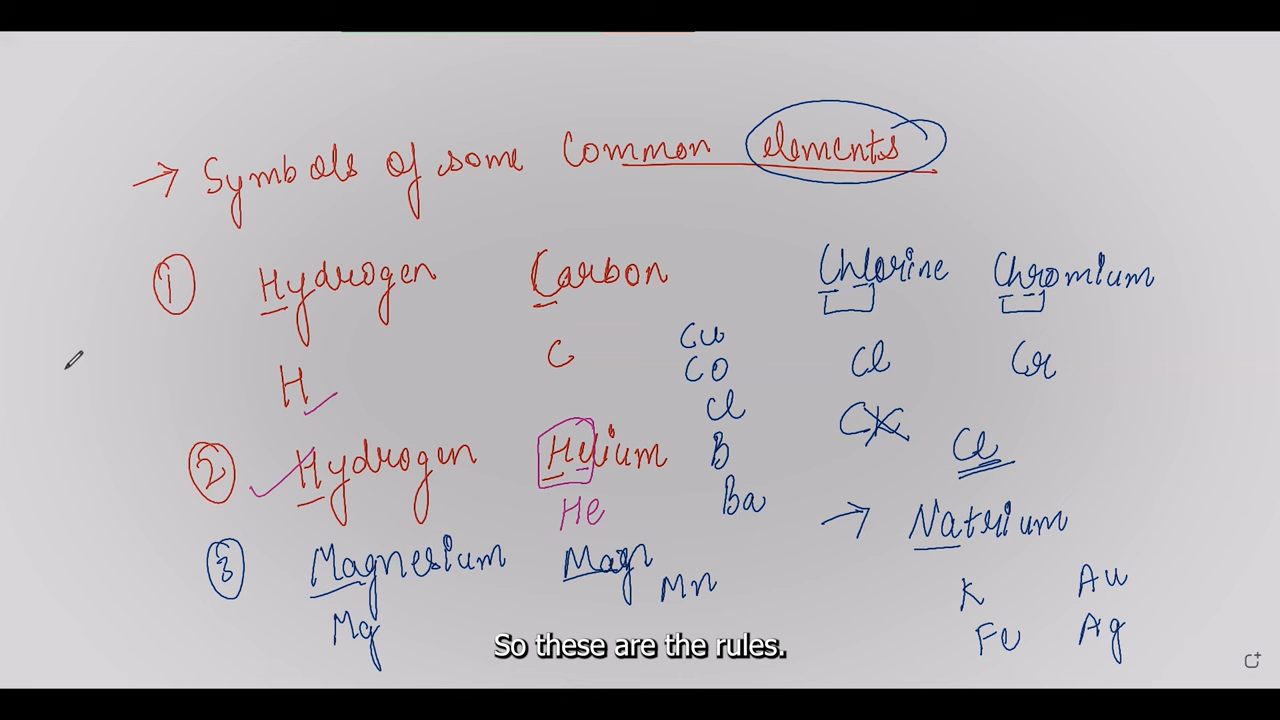 → Symbols of some Common elements
① Hydrogen Carbon Chlorine Chromium
H C Cu Cl Cr
CO
Cl
② Hydrogen Helium B Cl
He Ba → Natrium
③ Magnesium Magn Mn K Au
Mg Fe Ag
So these are the rules.